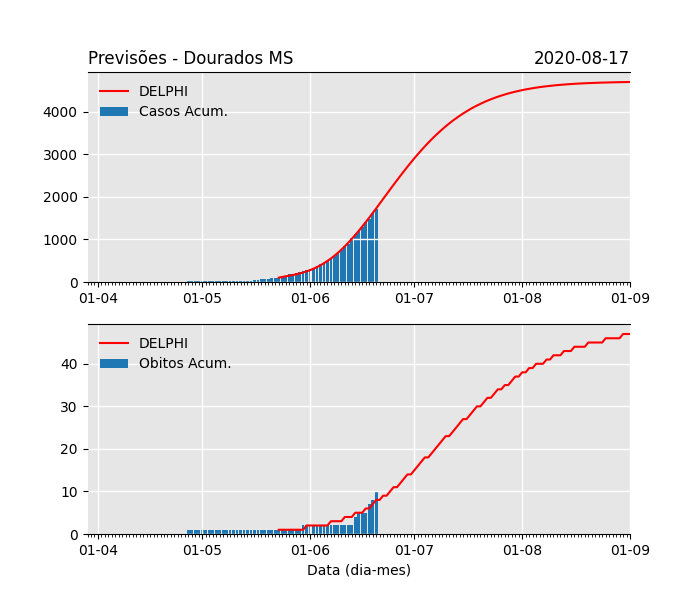 Previsões - Dourados MS 2020-08-17
DELPHI
Casos Acum.
4000
3000
2000
1000
0
01-04 01-05 01-06 01-07 01-08 01-09
DELPHI
Obitos Acum.
40
30
20
10
0
01-04 01-05 01-06 01-07 01-08 01-09
Data (dia-mes)